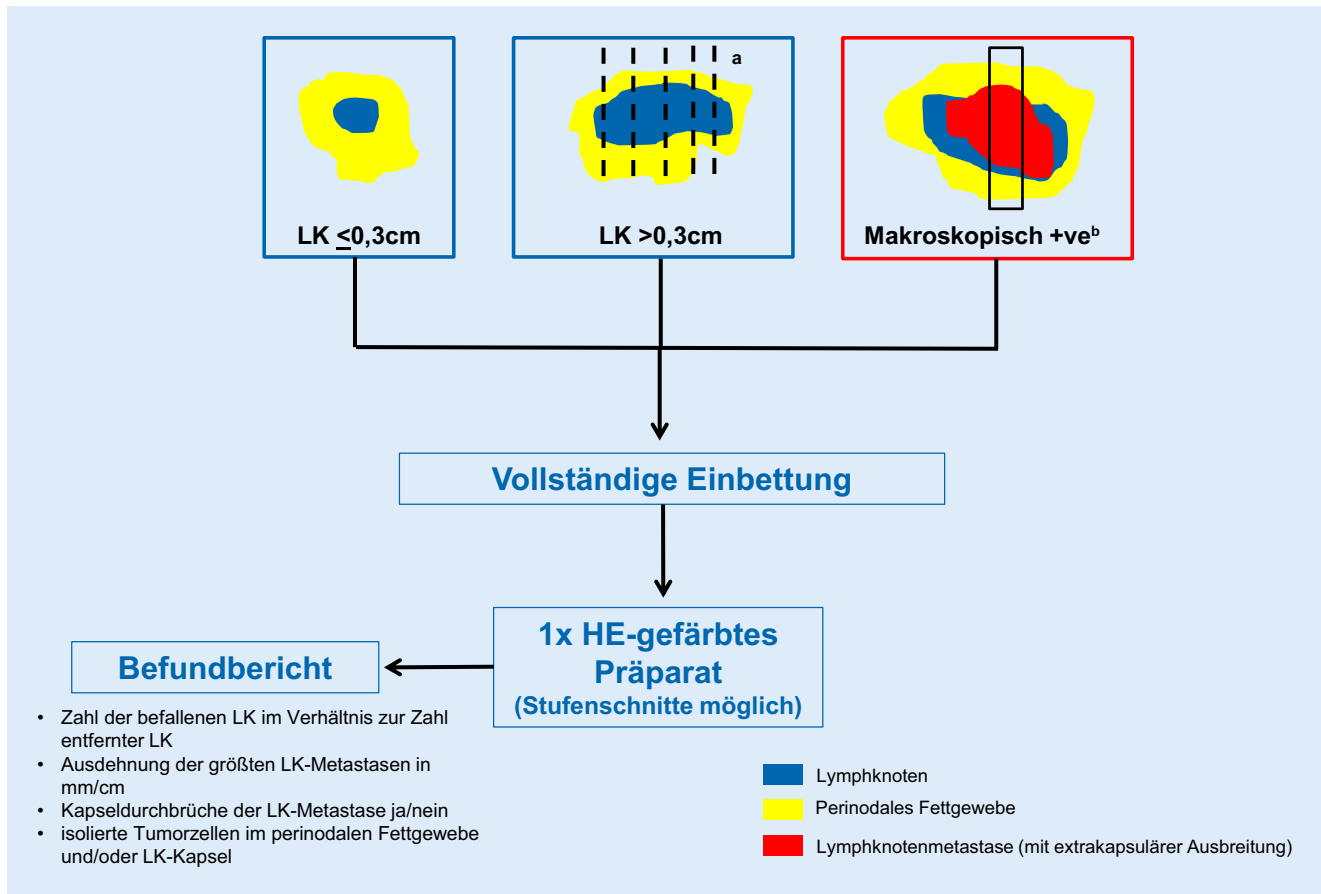 a
LK ≤0,3cm
LK >0,3cm
Makroskopisch +veᵇ
Vollständige Einbettung
1x HE-gefärbtes
Präparat
(Stufenschnitte möglich)
Befundbericht
• Zahl der befallenen LK im Verhältnis zur Zahl
entfernter LK
• Ausdehnung der größten LK-Metastasen in
mm/cm
• Kapseldurchbrüche der LK-Metastase ja/nein
• isolierte Tumorzellen im perinodalen Fettgewebe
und/oder LK-Kapsel
Lymphknoten
Perinodales Fettgewebe
Lymphknotenmetastase (mit extrakapsulärer Ausbreitung)